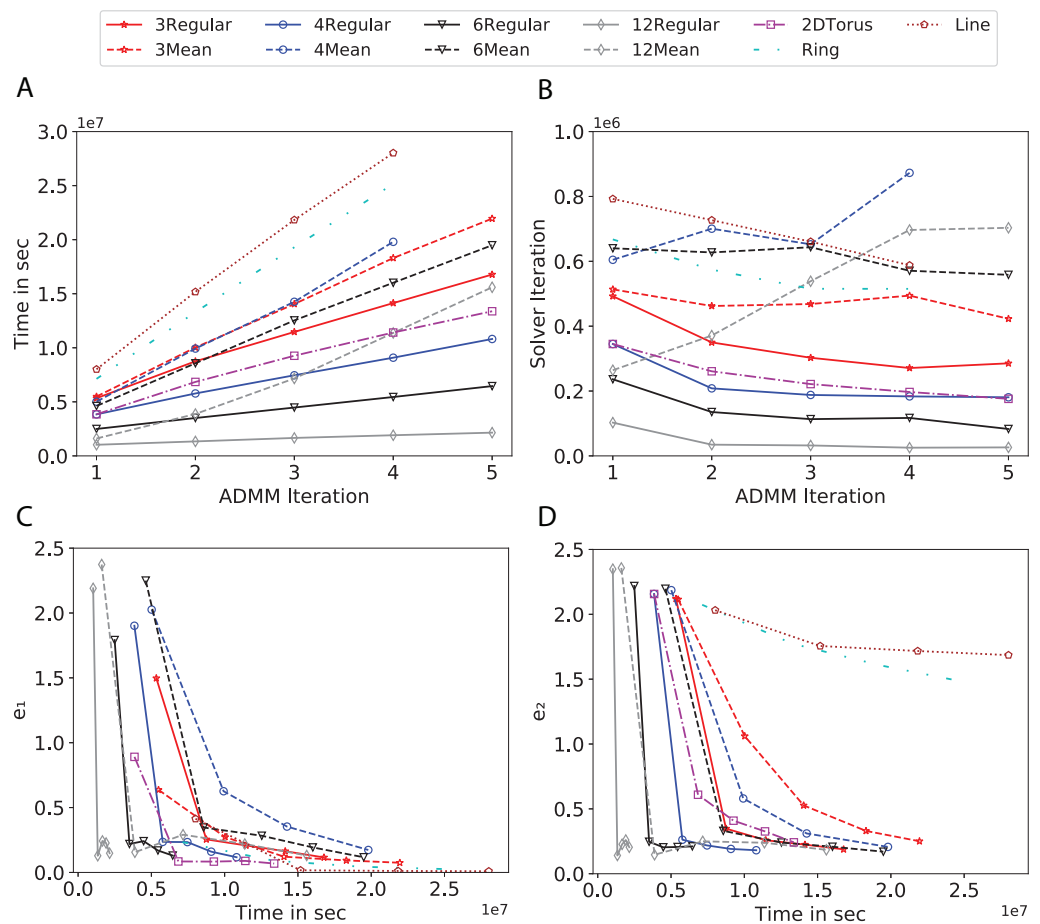 3Regular 4Regular 6Regular 12Regular 2DTorus Line
3Mean 4Mean 6Mean 12Mean Ring
A
1e7
3.0
2.5
2.0
1.5
1.0
0.5
0.0
Time in sec
1 2 3 4 5
ADMM Iteration
B
1e6
1.0
0.8
0.6
0.4
0.2
0.0
Solver Iteration
1 2 3 4 5
ADMM Iteration
C
2.5
2.0
1.5
1.0
0.5
0.0
e₁
0.0 0.5 1.0 1.5 2.0 2.5
Time in sec
1e7
D
2.5
2.0
1.5
1.0
0.5
0.0
e₂
0.0 0.5 1.0 1.5 2.0 2.5
Time in sec
1e7